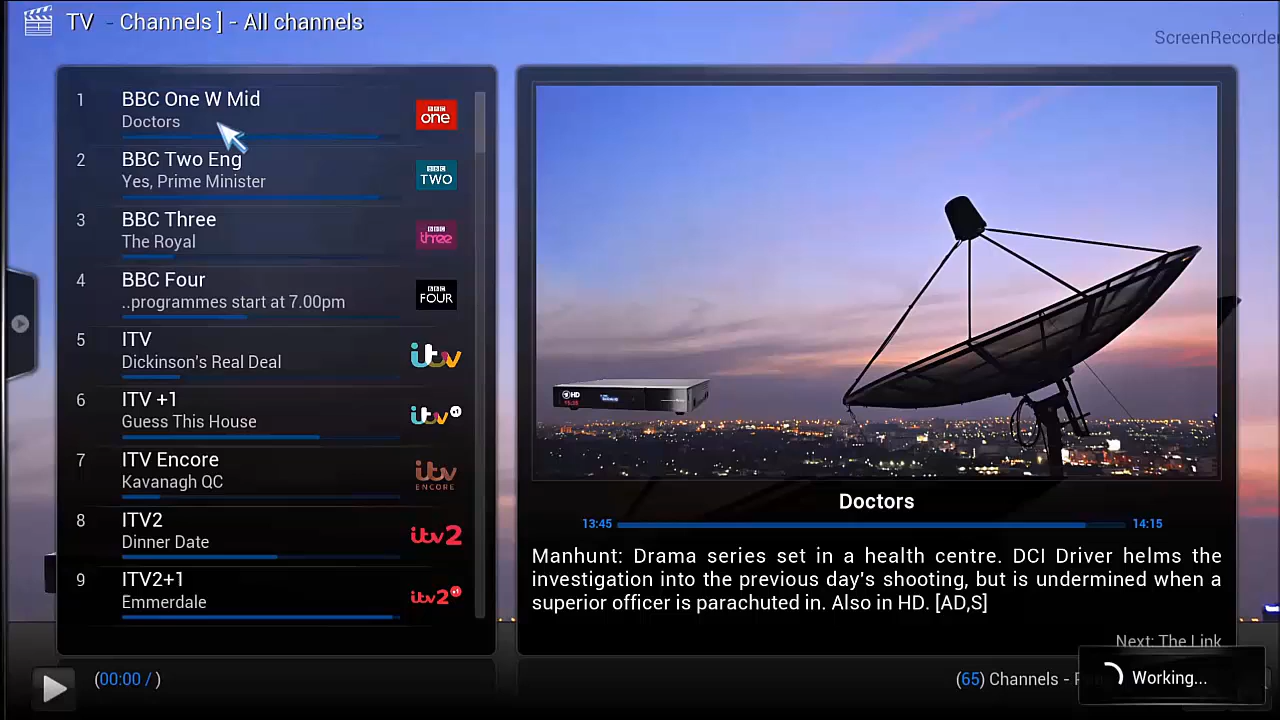 TV - Channels ] - All channels
ScreenRecorder
1
BBC One W Mid
Doctors
BBC
one
2
BBC Two Eng
Yes, Prime Minister
BBC
TWO
3
BBC Three
The Royal
BBC
three
4
BBC Four
..programmes start at 7.00pm
BBC
FOUR
5
ITV
Dickinson's Real Deal
itv
6
ITV +1
Guess This House
itv +1
7
ITV Encore
Kavanagh QC
itv
ENCORE
8
ITV2
Dinner Date
itv2
9
ITV2+1
Emmerdale
itv2 +1
HD
Doctors
13:45
14:15
Manhunt: Drama series set in a health centre. DCI Driver helms the
investigation into the previous day's shooting, but is undermined when a
superior officer is parachuted in. Also in HD. [AD,S]
Next: The Link
(00:00 / )
(65) Channels -
Working...